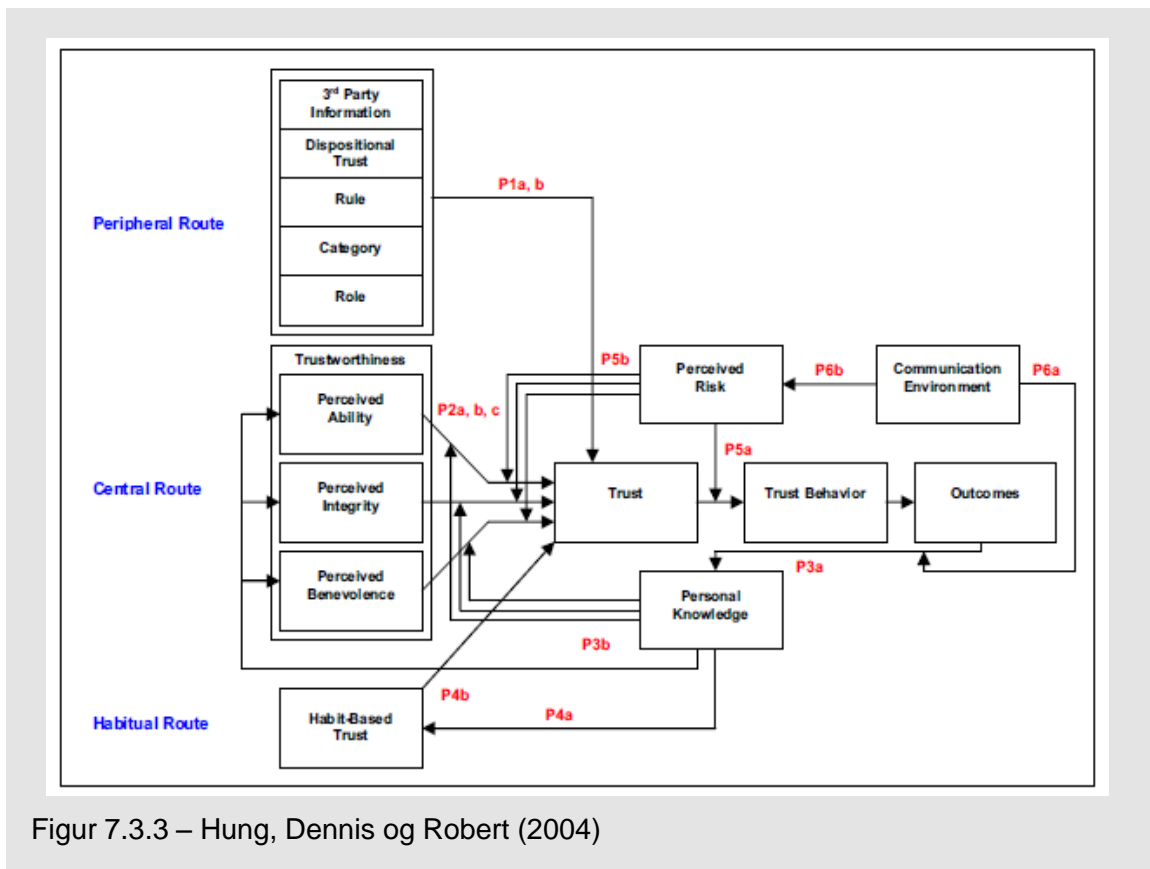 3rd Party
Information
Dispositional
Trust
Rule
Category
Role
Peripheral Route
P1a, b
Trustworthiness
Perceived
Ability
Perceived
Integrity
Perceived
Benevolence
Central Route
P2a, b, c
P5b
Perceived
Risk
P6b
Communication
Environment
P6a
P5a
Trust
Trust Behavior
Outcomes
P3a
Personal
Knowledge
P3b
P4b
P4a
Habitual Route
Habit-Based
Trust
Figur 7.3.3 – Hung, Dennis og Robert (2004)